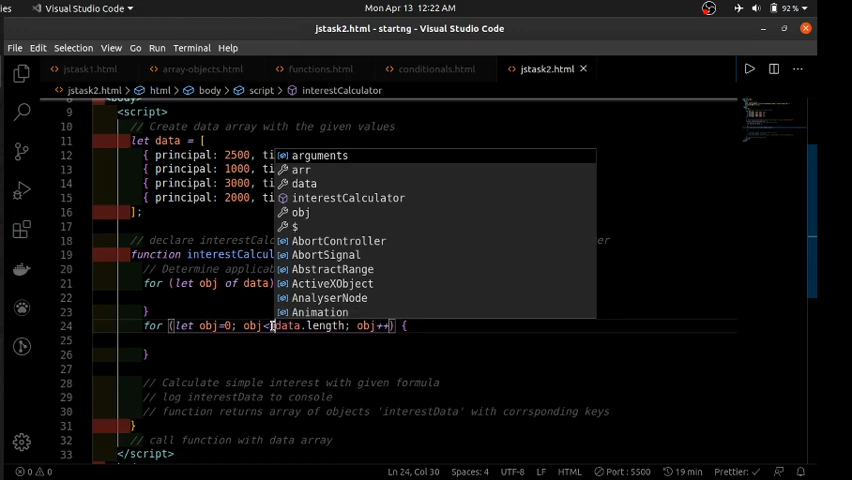 ies Visual Studio Code Mon Apr 13 12:22 AM 92 %
jstask2.html - startng - Visual Studio Code
File Edit Selection View Go Run Terminal Help
jstask1.html array-objects.html functions.html conditionals.html jstask2.html
jstask2.html > html > body > script > interestCalculator
8 <body>
9 <script>
10 // Create data array with the given values
11 let data = [
12 { principal: 2500, ti
13 { principal: 1000, ti
14 { principal: 3000, ti
15 { principal: 2000, ti
16 ];
17
18 // declare interestCalc
19 function interestCalcul
20 // Determine applicab
21 for (let obj of data)
22
23 }
24 for (let obj=0; obj<data.length; obj++) {
25
26 }
27
28 // Calculate simple interest with given formula
29 // log interestData to console
30 // function returns array of objects 'interestData' with corrsponding keys
31 }
32 // call function with data array
33 </script>
arguments
arr
data
interestCalculator
obj
$
AbortController
AbortSignal
AbstractRange
ActiveXObject
AnalyserNode
Animation
er
0 0 Ln 24, Col 30 Spaces: 4 UTF-8 LF HTML Port : 5500 19 min Prettier: ✓